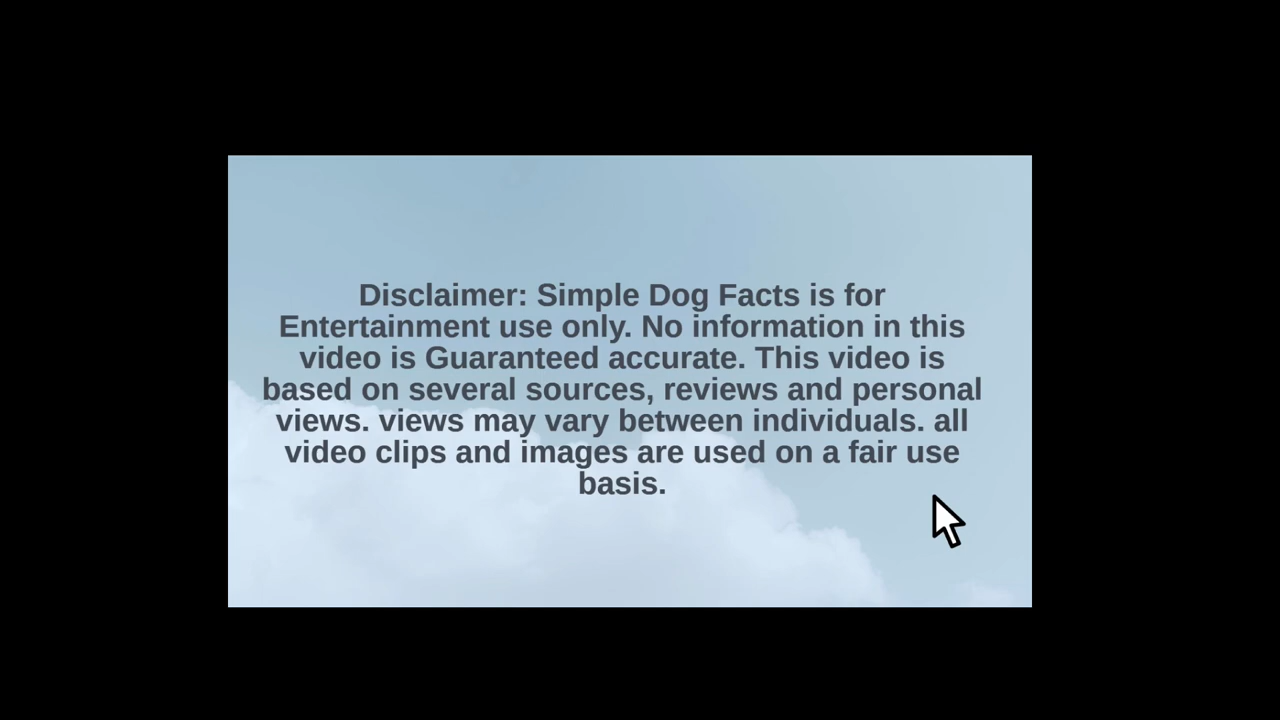 Disclaimer: Simple Dog Facts is for
Entertainment use only. No information in this
video is Guaranteed accurate. This video is
based on several sources, reviews and personal
views. views may vary between individuals. all
video clips and images are used on a fair use
basis.